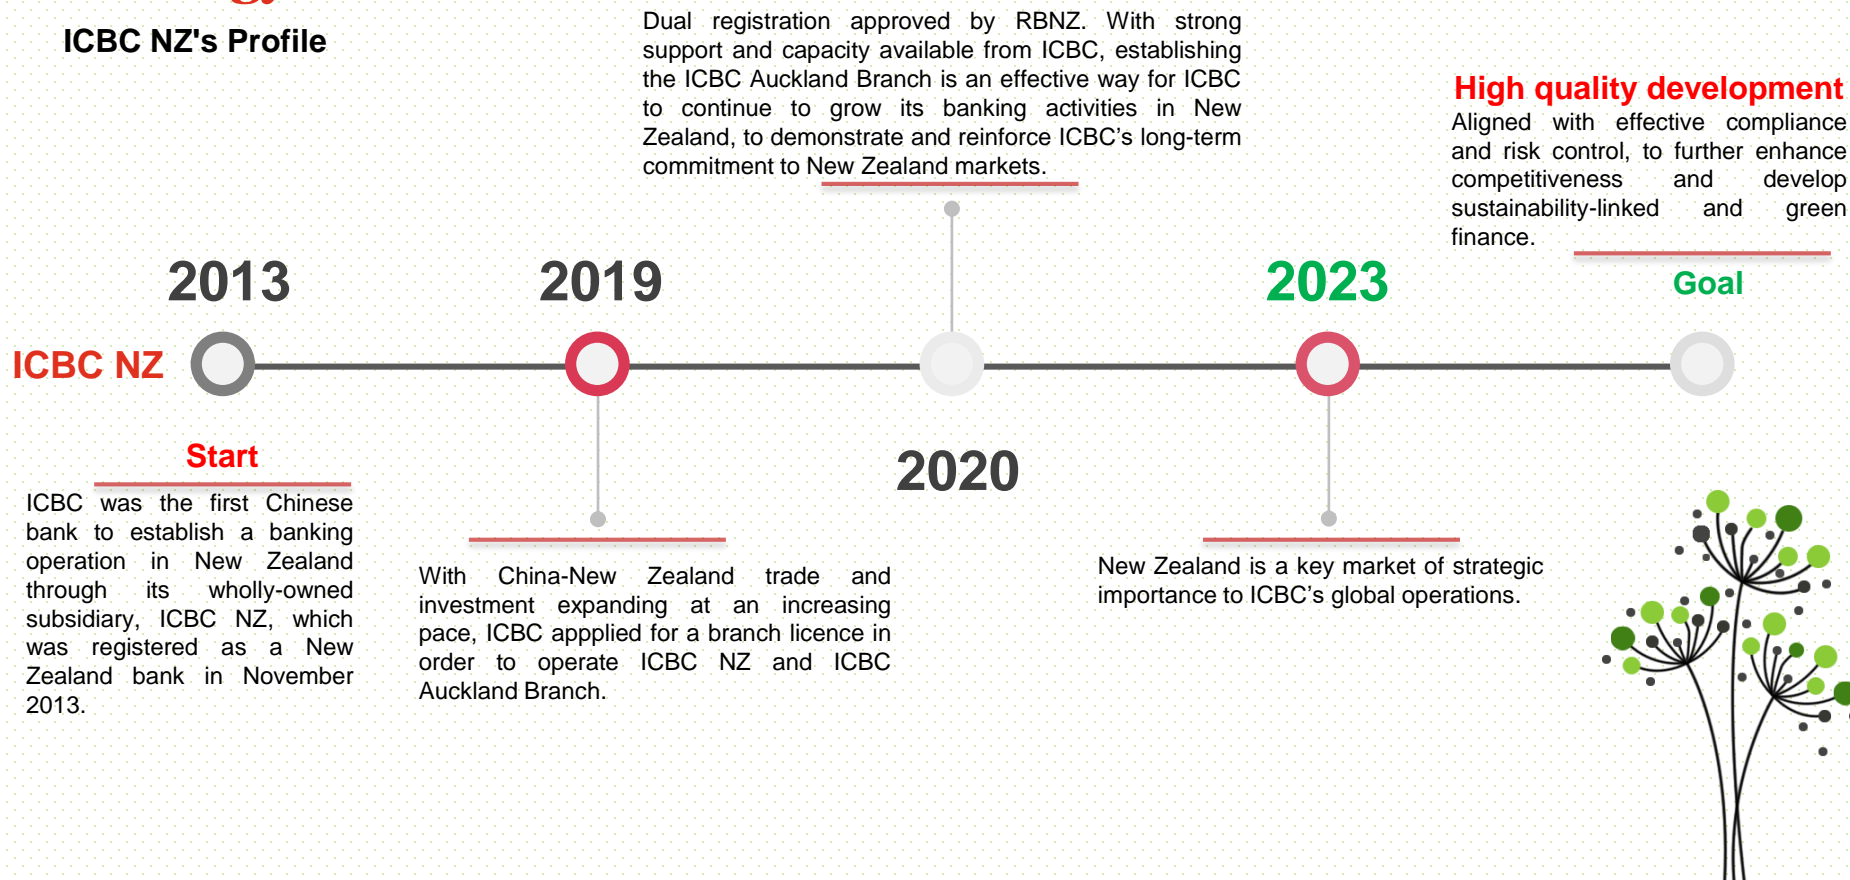 ICBC NZ's Profile
Dual registration approved by RBNZ. With strong
support and capacity available from ICBC, establishing
the ICBC Auckland Branch is an effective way for ICBC
to continue to grow its banking activities in New
Zealand, to demonstrate and reinforce ICBC’s long-term
commitment to New Zealand markets.
High quality development
Aligned with effective compliance
and risk control, to further enhance
competitiveness and develop
sustainability-linked and green
finance.
2013
2019
2023
Goal
ICBC NZ
Start
ICBC was the first Chinese
bank to establish a banking
operation in New Zealand
through its wholly-owned
subsidiary, ICBC NZ, which
was registered as a New
Zealand bank in November
2013.
2020
With China-New Zealand trade and
investment expanding at an increasing
pace, ICBC appplied for a branch licence in
order to operate ICBC NZ and ICBC
Auckland Branch.
New Zealand is a key market of strategic
importance to ICBC’s global operations.